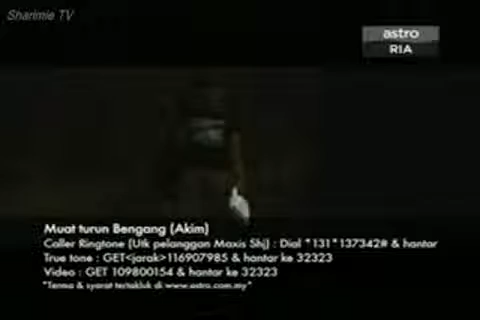 Sharimie TV
astro
RIA
Muat turun Bengang (Akim)
Caller Ringtone (Utk pelanggan Maxis Shj) : Dial *131*137342# & hantar
True tone : GET<jarak>116907985 & hantar ke 32323
Video : GET 109800154 & hantar ke 32323
*Terma & syarat tertakluk di www.astro.com.my*